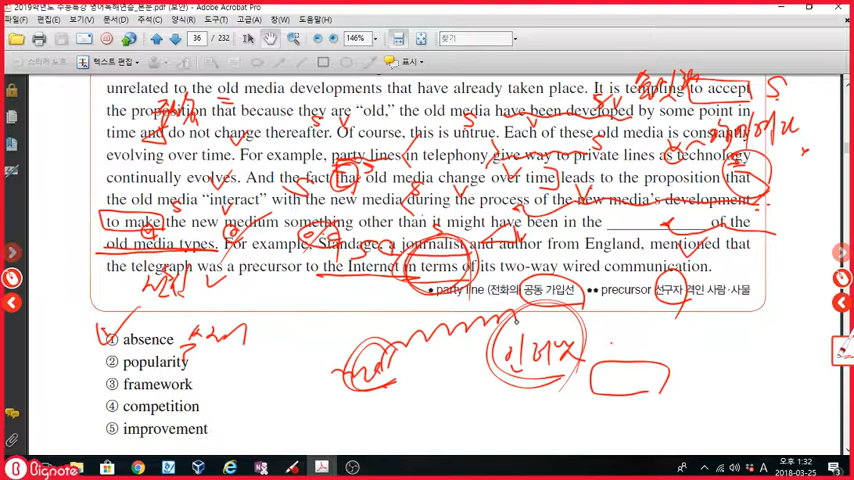 2019학년도 수능특강 영어독해연습_본문.pdf (보안) - Adobe Acrobat Pro
파일(F) 편집(E) 보기(V) 문서(D) 주석(C) 양식(R) 도구(T) 고급(A) 창(W) 도움말(H)
36 / 232 146% 찾기
스티커 메모 텍스트 편집 표시
unrelated to the old media developments that have already taken place. It is tempting to accept
the proposition that because they are “old,” the old media have been developed by some point in
time and do not change thereafter. Of course, this is untrue. Each of these old media is constantly
evolving over time. For example, party lines in telephony give way to private lines as technology
continually evolves. And the fact that old media change over time leads to the proposition that
the old media “interact” with the new media during the process of the new media’s development
to make the new medium something other than it might have been in the ________ of the
old media types. For example, Standage, a journalist and author from England, mentioned that
the telegraph was a precursor to the Internet in terms of its two-way wired communication.
• party line (전화의) 공동 가입선 •• precursor 선구자 격인 사람·사물
① absence
② popularity
③ framework
④ competition
⑤ improvement
인터넷
Bignote
A 오후 1:32
2018-03-25
Bignote